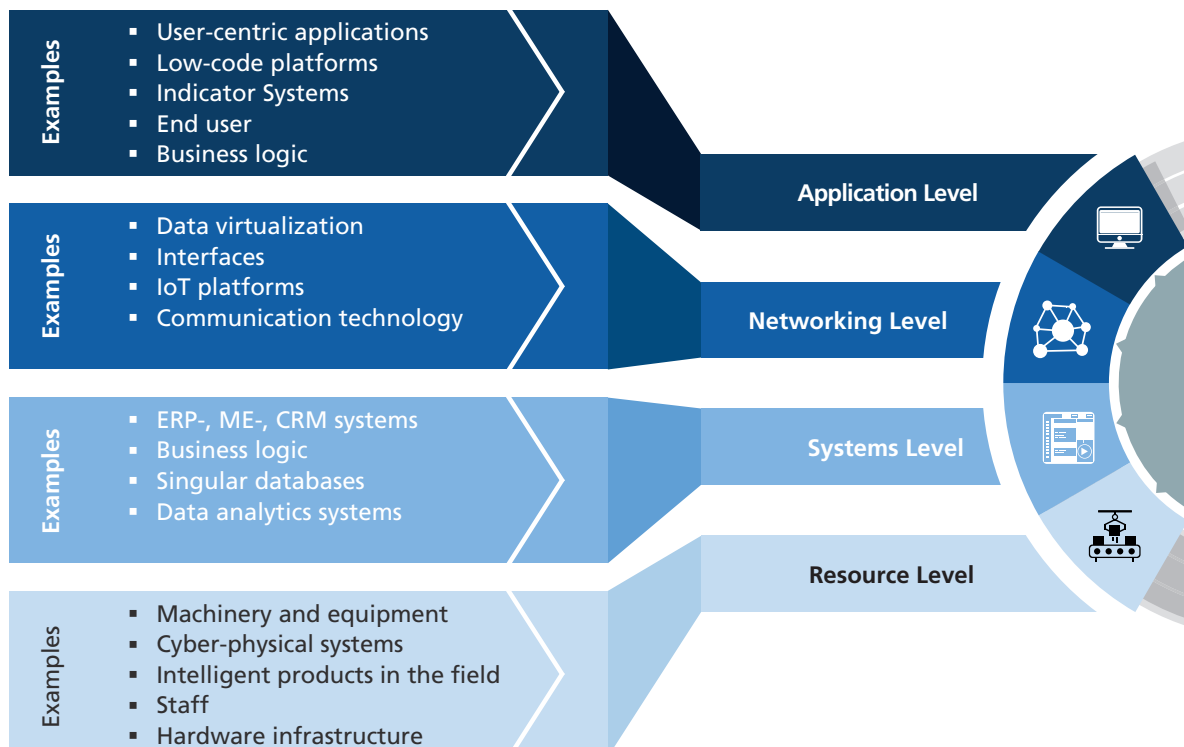 Examples
▪ User-centric applications
▪ Low-code platforms
▪ Indicator Systems
▪ End user
▪ Business logic
Application Level
Examples
▪ Data virtualization
▪ Interfaces
▪ IoT platforms
▪ Communication technology
Networking Level
Examples
▪ ERP-, ME-, CRM systems
▪ Business logic
▪ Singular databases
▪ Data analytics systems
Systems Level
Examples
▪ Machinery and equipment
▪ Cyber-physical systems
▪ Intelligent products in the field
▪ Staff
▪ Hardware infrastructure
Resource Level